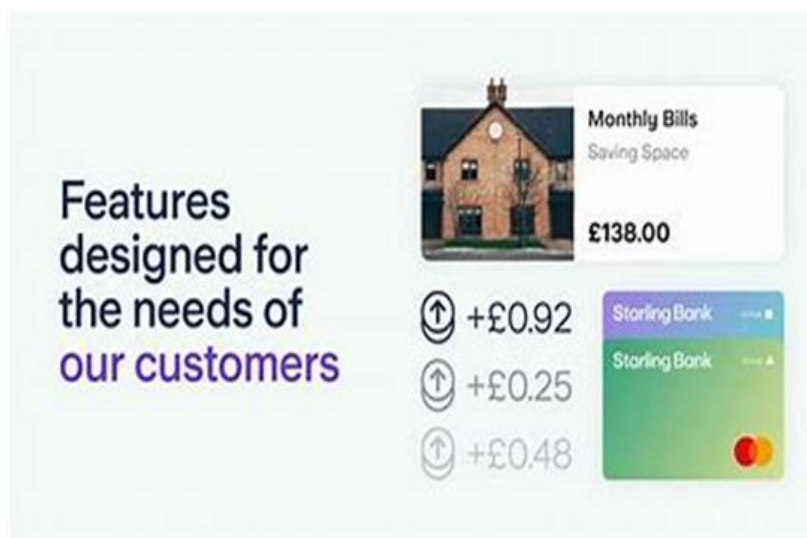 Features
designed for
the needs of
our customers
Monthly Bills
Saving Space
£138.00
+£0.92
+£0.25
+£0.48
Starling Bank
Starling Bank